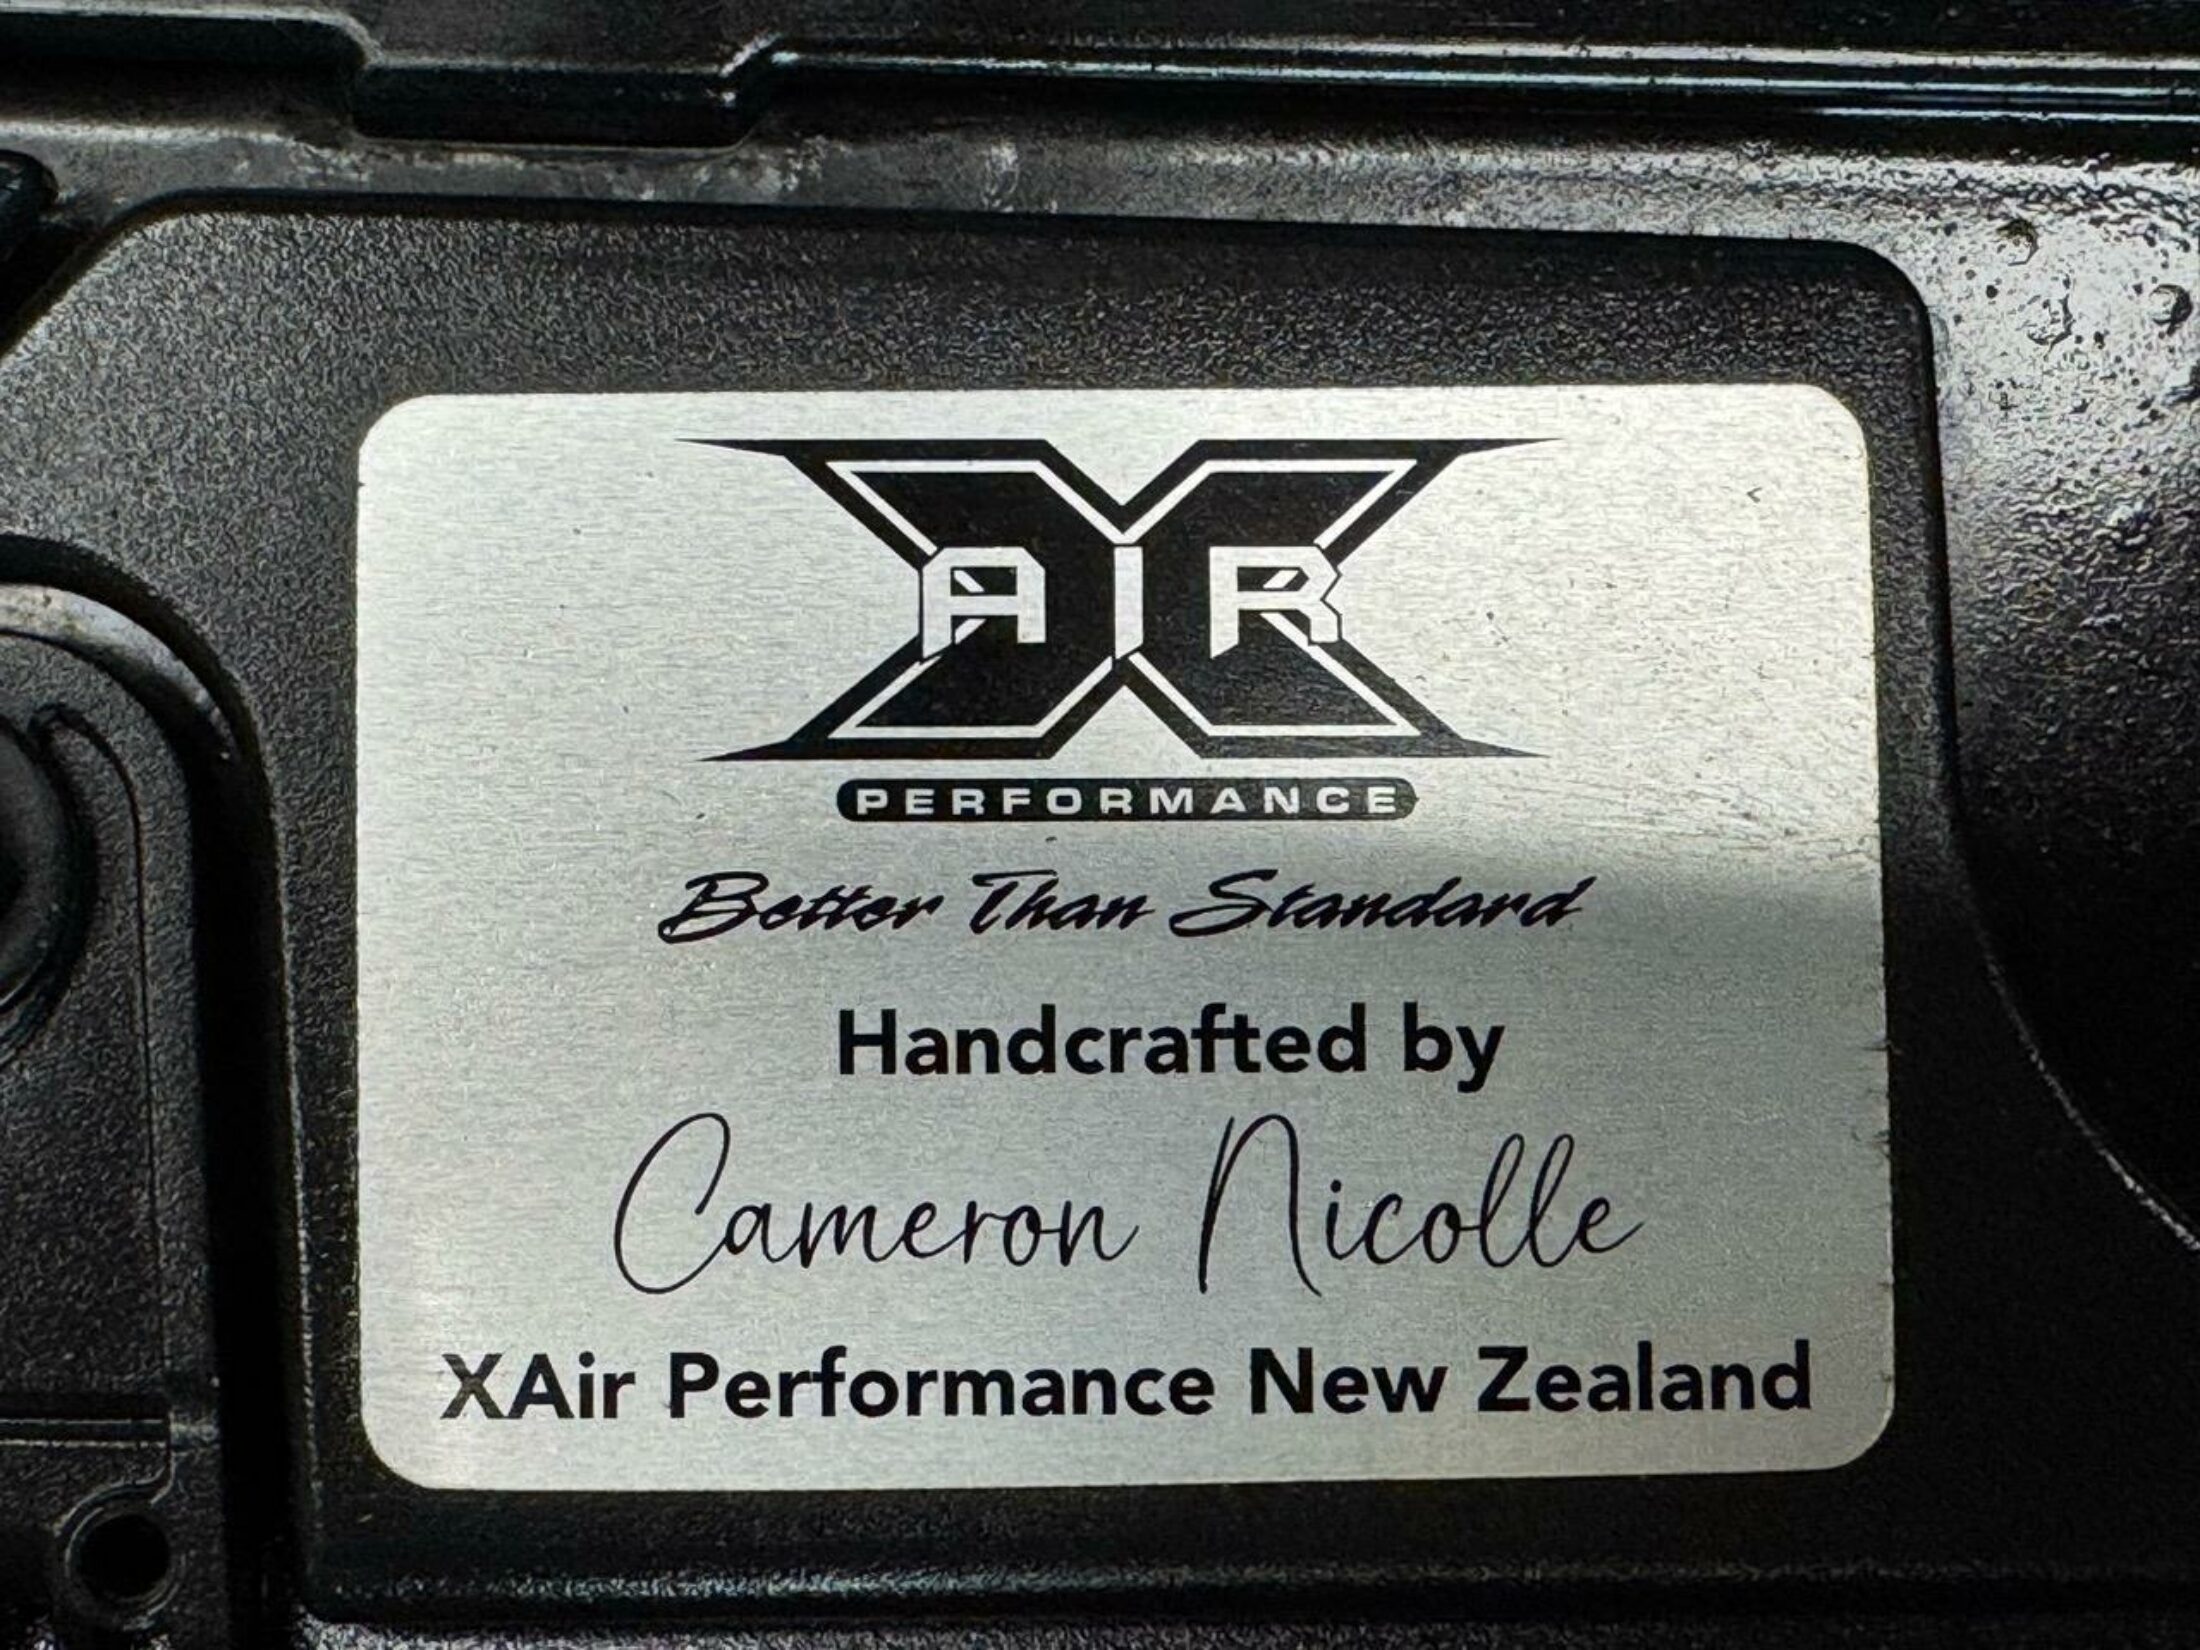 X AIR
PERFORMANCE
Better Than Standard
Handcrafted by
Cameron Nicolle
XAir Performance New Zealand